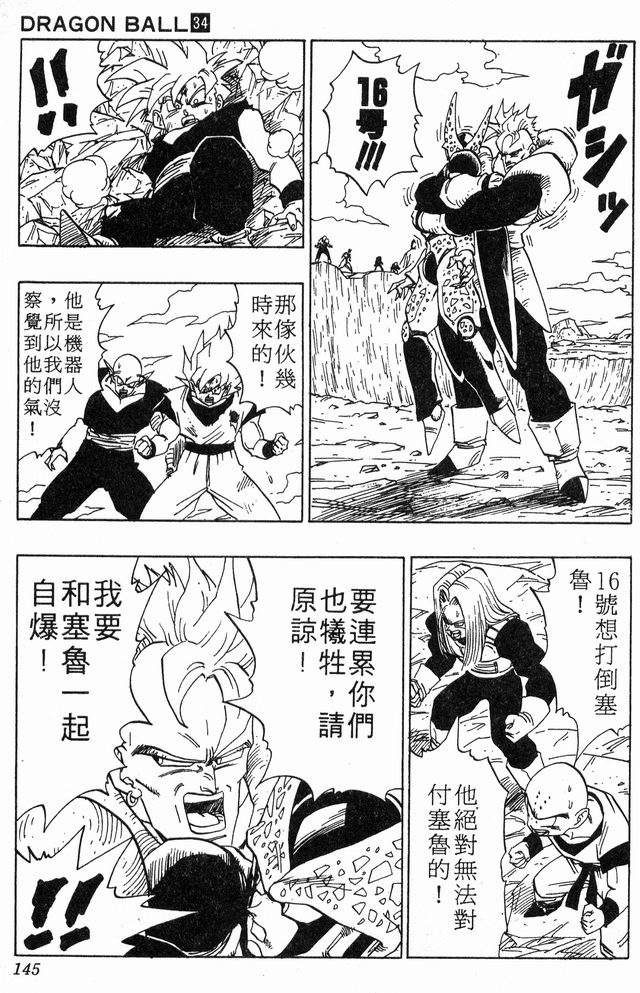 DRAGON BALL 34
ガシッ
16号!!!
!!
那傢伙幾
時來的！
他是機器人
，所以我們沒
察覺到他的氣！
16號想打倒塞
魯！
他絕對無法對
付塞魯的！
要連累你們
也犧牲，請
原諒！
我要
和塞魯一起
自爆！
!!
145